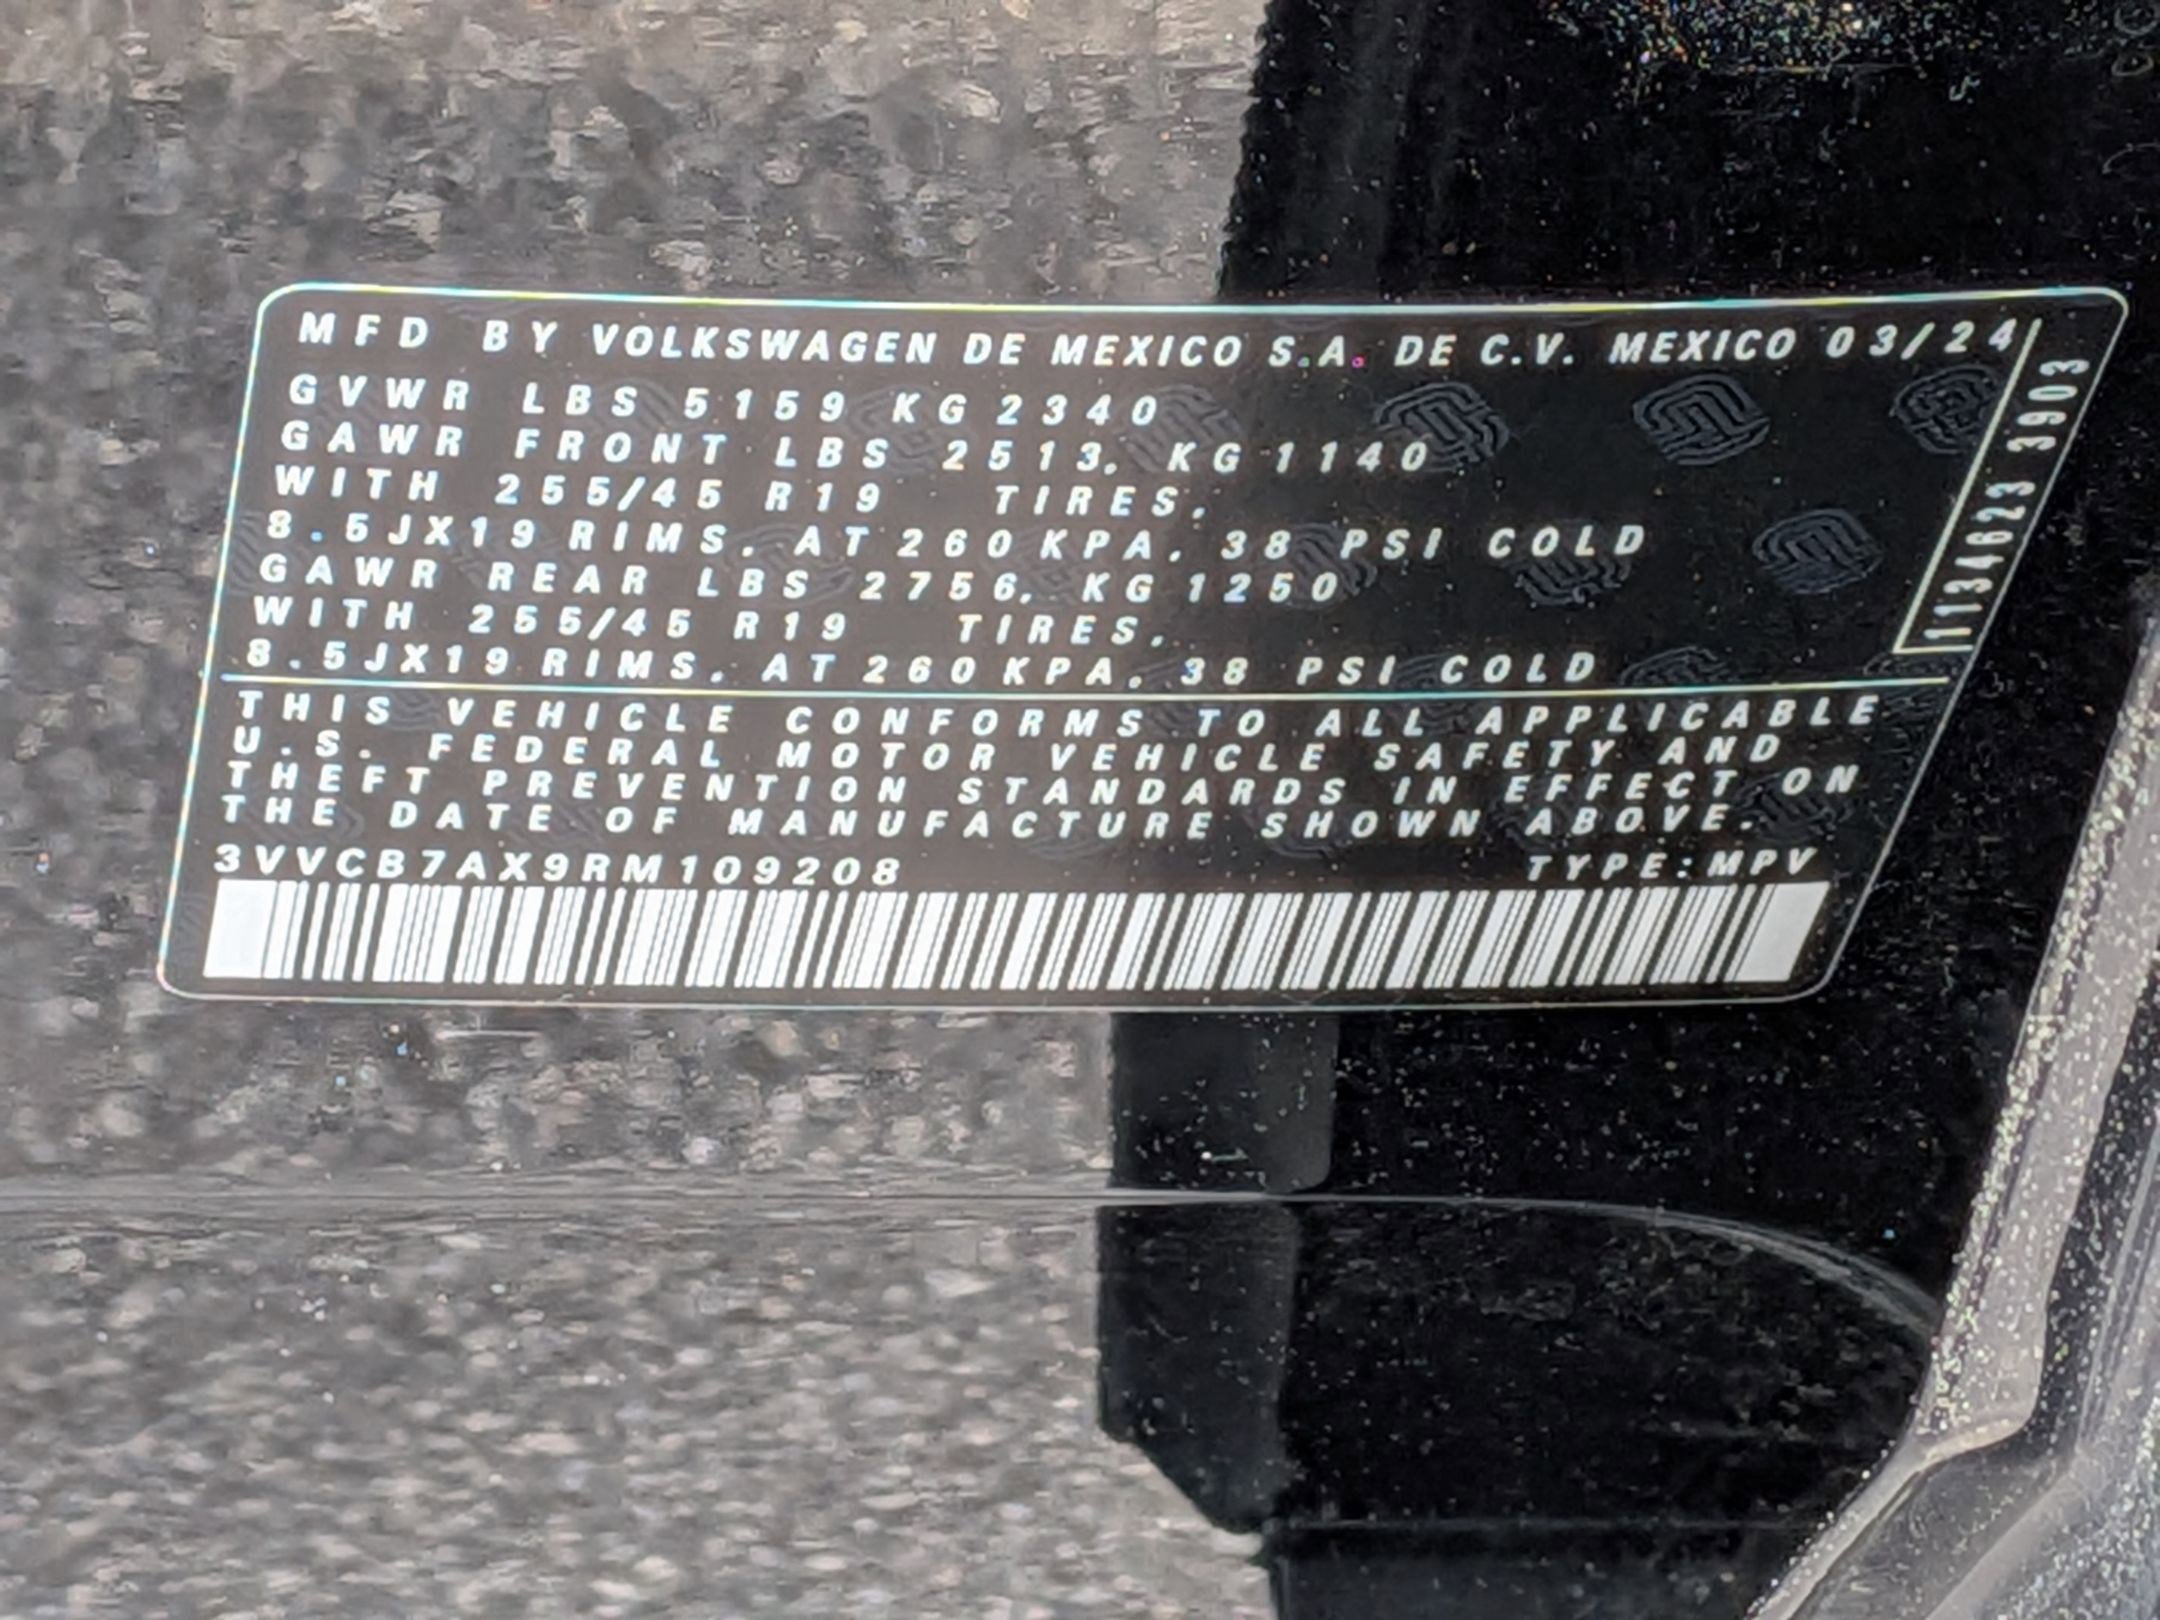 MFD BY VOLKSWAGEN DE MEXICO S.A. DE C.V. MEXICO 03/24
GVWR LBS 5159 KG 2340
GAWR FRONT LBS 2513, KG 1140
WITH 255/45 R19 TIRES,
8.5JX19 RIMS, AT 260 KPA, 38 PSI COLD
GAWR REAR LBS 2756, KG 1250
WITH 255/45 R19 TIRES,
8.5JX19 RIMS, AT 260 KPA, 38 PSI COLD
THIS VEHICLE CONFORMS TO ALL APPLICABLE
U.S. FEDERAL MOTOR VEHICLE SAFETY AND
THEFT PREVENTION STANDARDS IN EFFECT ON
THE DATE OF MANUFACTURE SHOWN ABOVE.
3VVCB7AX9RM109208 TYPE:MPV
1134623 3903